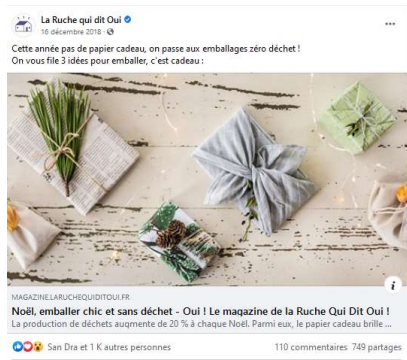 La Ruche qui dit Oui
16 décembre 2018 ·
Cette année pas de papier cadeau, on passe aux emballages zéro déchet !
On vous file 3 idées pour emballer, c'est cadeau :
MAGAZINE.LARUCHEQUIDITOUI.FR
Noël, emballer chic et sans déchet - Oui ! Le magazine de la Ruche Qui Dit Oui !
La production de déchets augmente de 20 % à chaque Noël. Parmi eux, le papier cadeau brille ...
San Dra et 1 K autres personnes
110 commentaires 749 partages